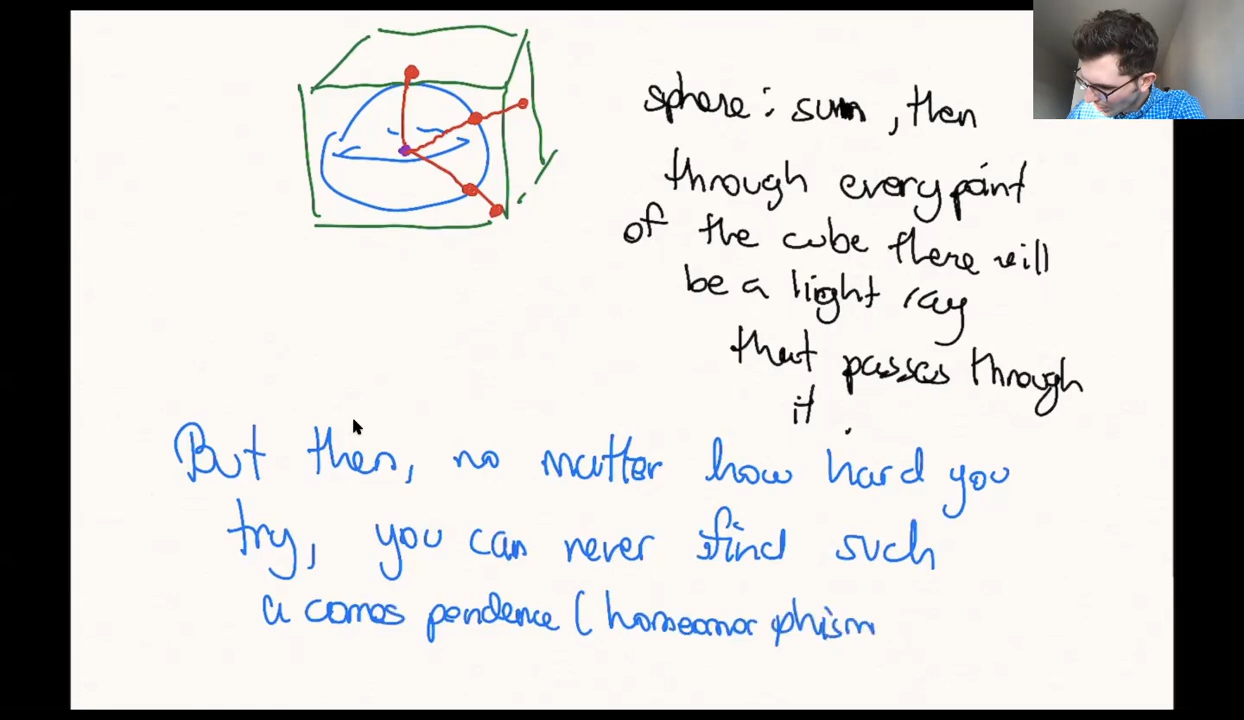 sphere: sun, then
through every point
of the cube there will
be a light ray
that passes through
it.
But then, no matter how hard you
try, you can never find such
a correspondence (homeomorphism